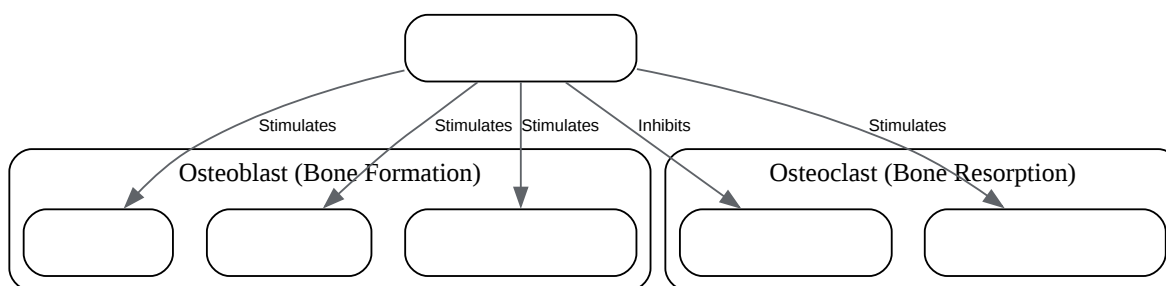 Stimulates
Stimulates
Stimulates
Inhibits
Stimulates
Osteoblast (Bone Formation)
Osteoclast (Bone Resorption)